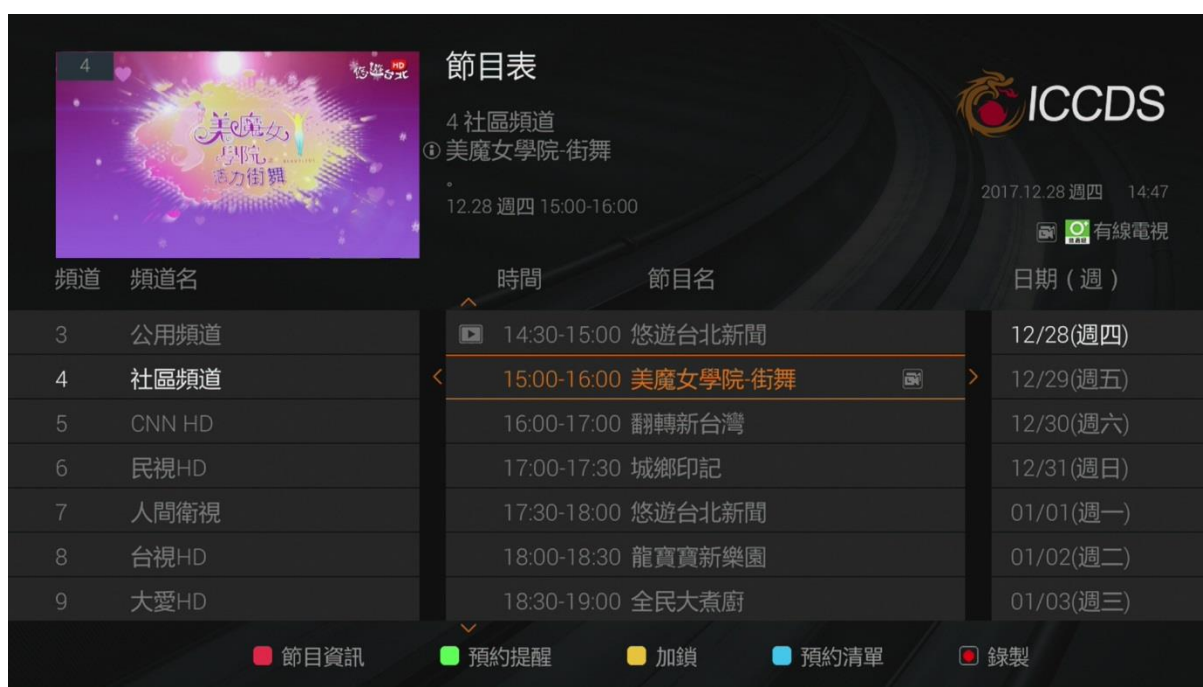 4
悠遊台北 HD
美魔女
學院
活力街舞
節目表
4 社區頻道
美魔女學院-街舞
。
12.28 週四 15:00-16:00
ICCDS
2017.12.28 週四 14:47
有線電視
頻道 頻道名 時間 節目名 日期 ( 週 )
3 公用頻道 14:30-15:00 悠遊台北新聞 12/28(週四)
4 社區頻道 15:00-16:00 美魔女學院-街舞 12/29(週五)
5 CNN HD 16:00-17:00 翻轉新台灣 12/30(週六)
6 民視HD 17:00-17:30 城鄉印記 12/31(週日)
7 人間衛視 17:30-18:00 悠遊台北新聞 01/01(週一)
8 台視HD 18:00-18:30 龍寶寶新樂園 01/02(週二)
9 大愛HD 18:30-19:00 全民大煮廚 01/03(週三)
節目資訊 預約提醒 加鎖 預約清單 錄製